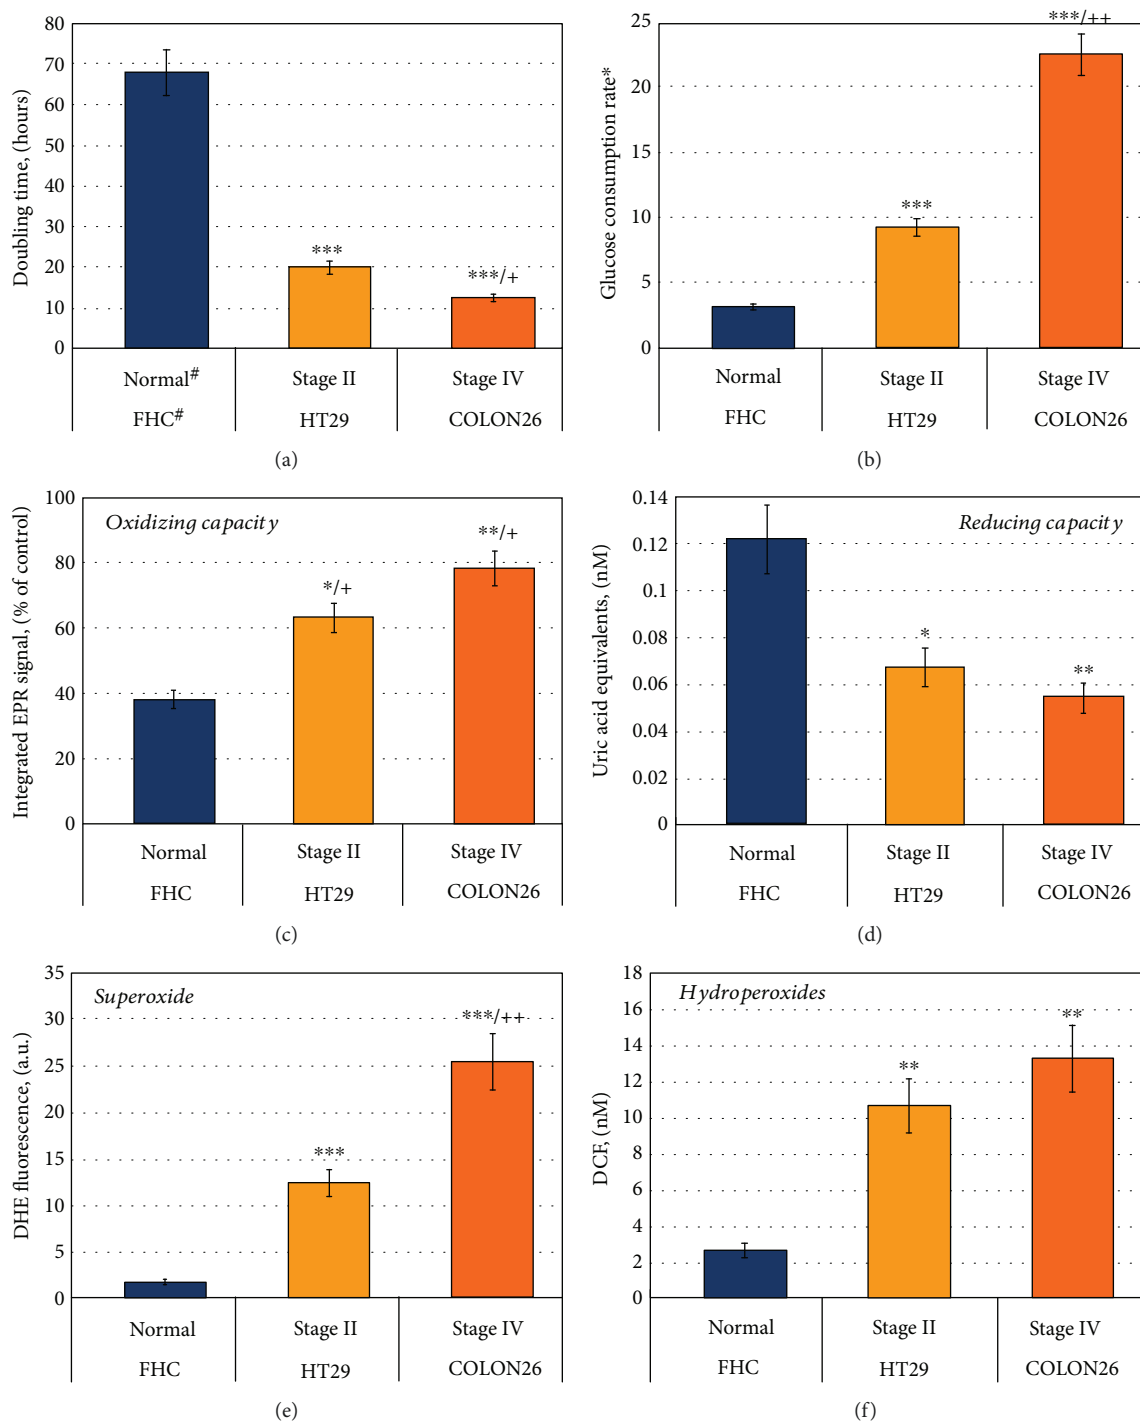 Doubling time, (hours)
80
70
60
50
40
30
20
10
0
***
***/+
Normal# Stage II Stage IV
FHC# HT29 COLON26
(a)
Glucose consumption rate*
25
20
15
10
5
0
***
***/++
Normal Stage II Stage IV
FHC HT29 COLON26
(b)
Integrated EPR signal, (% of control)
100
80
60
40
20
0
Oxidizing capacity
*/+
**/+
Normal Stage II Stage IV
FHC HT29 COLON26
(c)
Uric acid equivalents, (nM)
0.14
0.12
0.1
0.08
0.06
0.04
0.02
0
Reducing capacity
*
**
Normal Stage II Stage IV
FHC HT29 COLON26
(d)
DHE fluorescence, (a.u.)
35
30
25
20
15
10
5
0
Superoxide
***
***/++
Normal Stage II Stage IV
FHC HT29 COLON26
(e)
DCF, (nM)
18
16
14
12
10
8
6
4
2
0
Hydroperoxides
**
**
Normal Stage II Stage IV
FHC HT29 COLON26
(f)